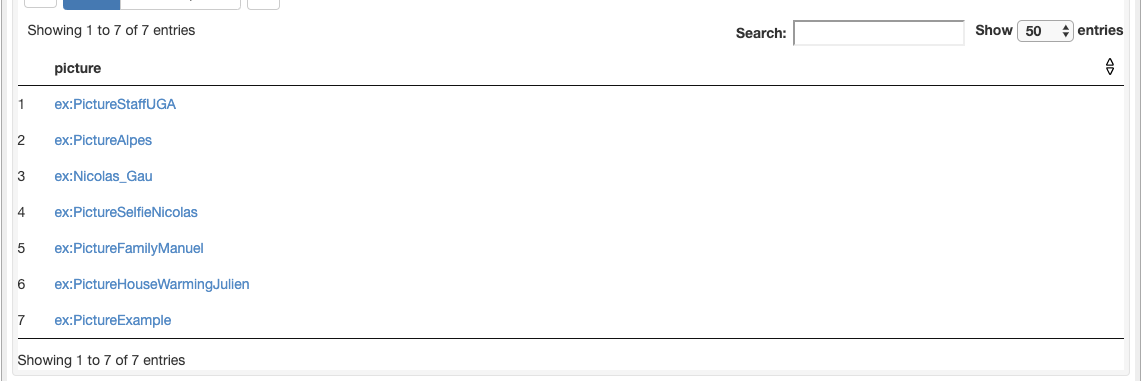 Showing 1 to 7 of 7 entries
Search: Show 50 entries
picture
1 ex:PictureStaffUGA
2 ex:PictureAlpes
3 ex:Nicolas_Gau
4 ex:PictureSelfieNicolas
5 ex:PictureFamilyManuel
6 ex:PictureHouseWarmingJulien
7 ex:PictureExample
Showing 1 to 7 of 7 entries